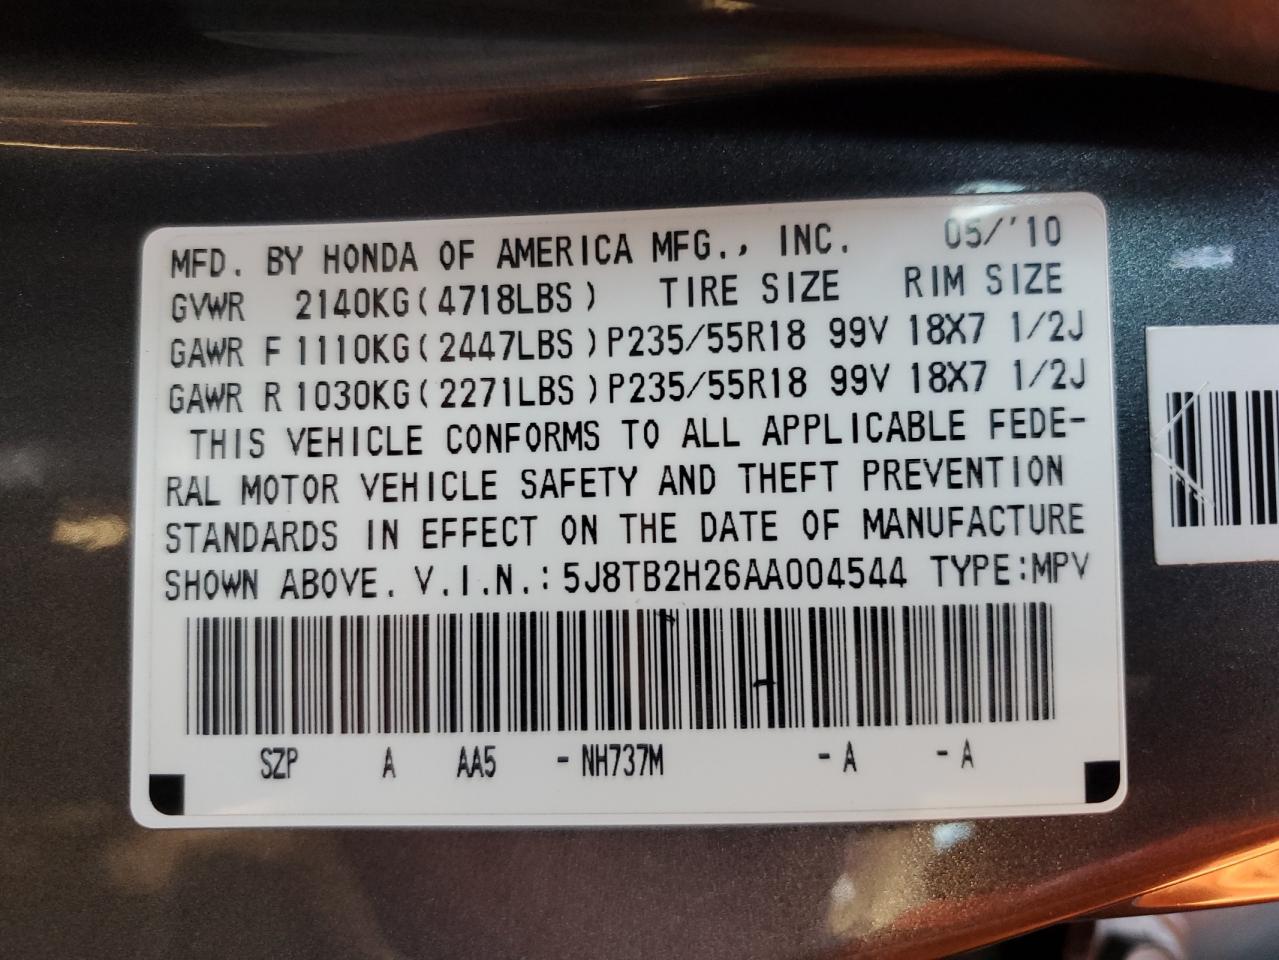 MFD. BY HONDA OF AMERICA MFG., INC. 05/'10
GVWR 2140KG(4718LBS) TIRE SIZE RIM SIZE
GAWR F 1110KG(2447LBS)P235/55R18 99V 18X7 1/2J
GAWR R 1030KG(2271LBS)P235/55R18 99V 18X7 1/2J
THIS VEHICLE CONFORMS TO ALL APPLICABLE FEDE-
RAL MOTOR VEHICLE SAFETY AND THEFT PREVENTION
STANDARDS IN EFFECT ON THE DATE OF MANUFACTURE
SHOWN ABOVE. V.I.N.: 5J8TB2H26AA004544 TYPE:MPV
SZP A AA5 - NH737M - A - A